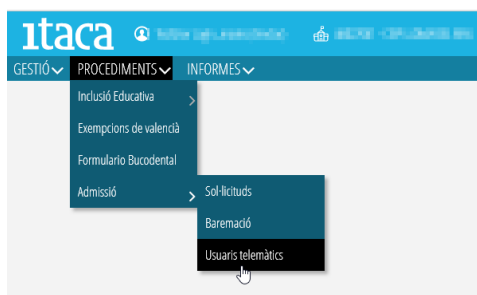 ıtaca
GESTIÓ PROCEDIMENTS INFORMES
Inclusió Educativa
Exempcions de valencià
Formulario Bucodental
Admissió
Sol·licituds
Baremació
Usuaris telemàtics